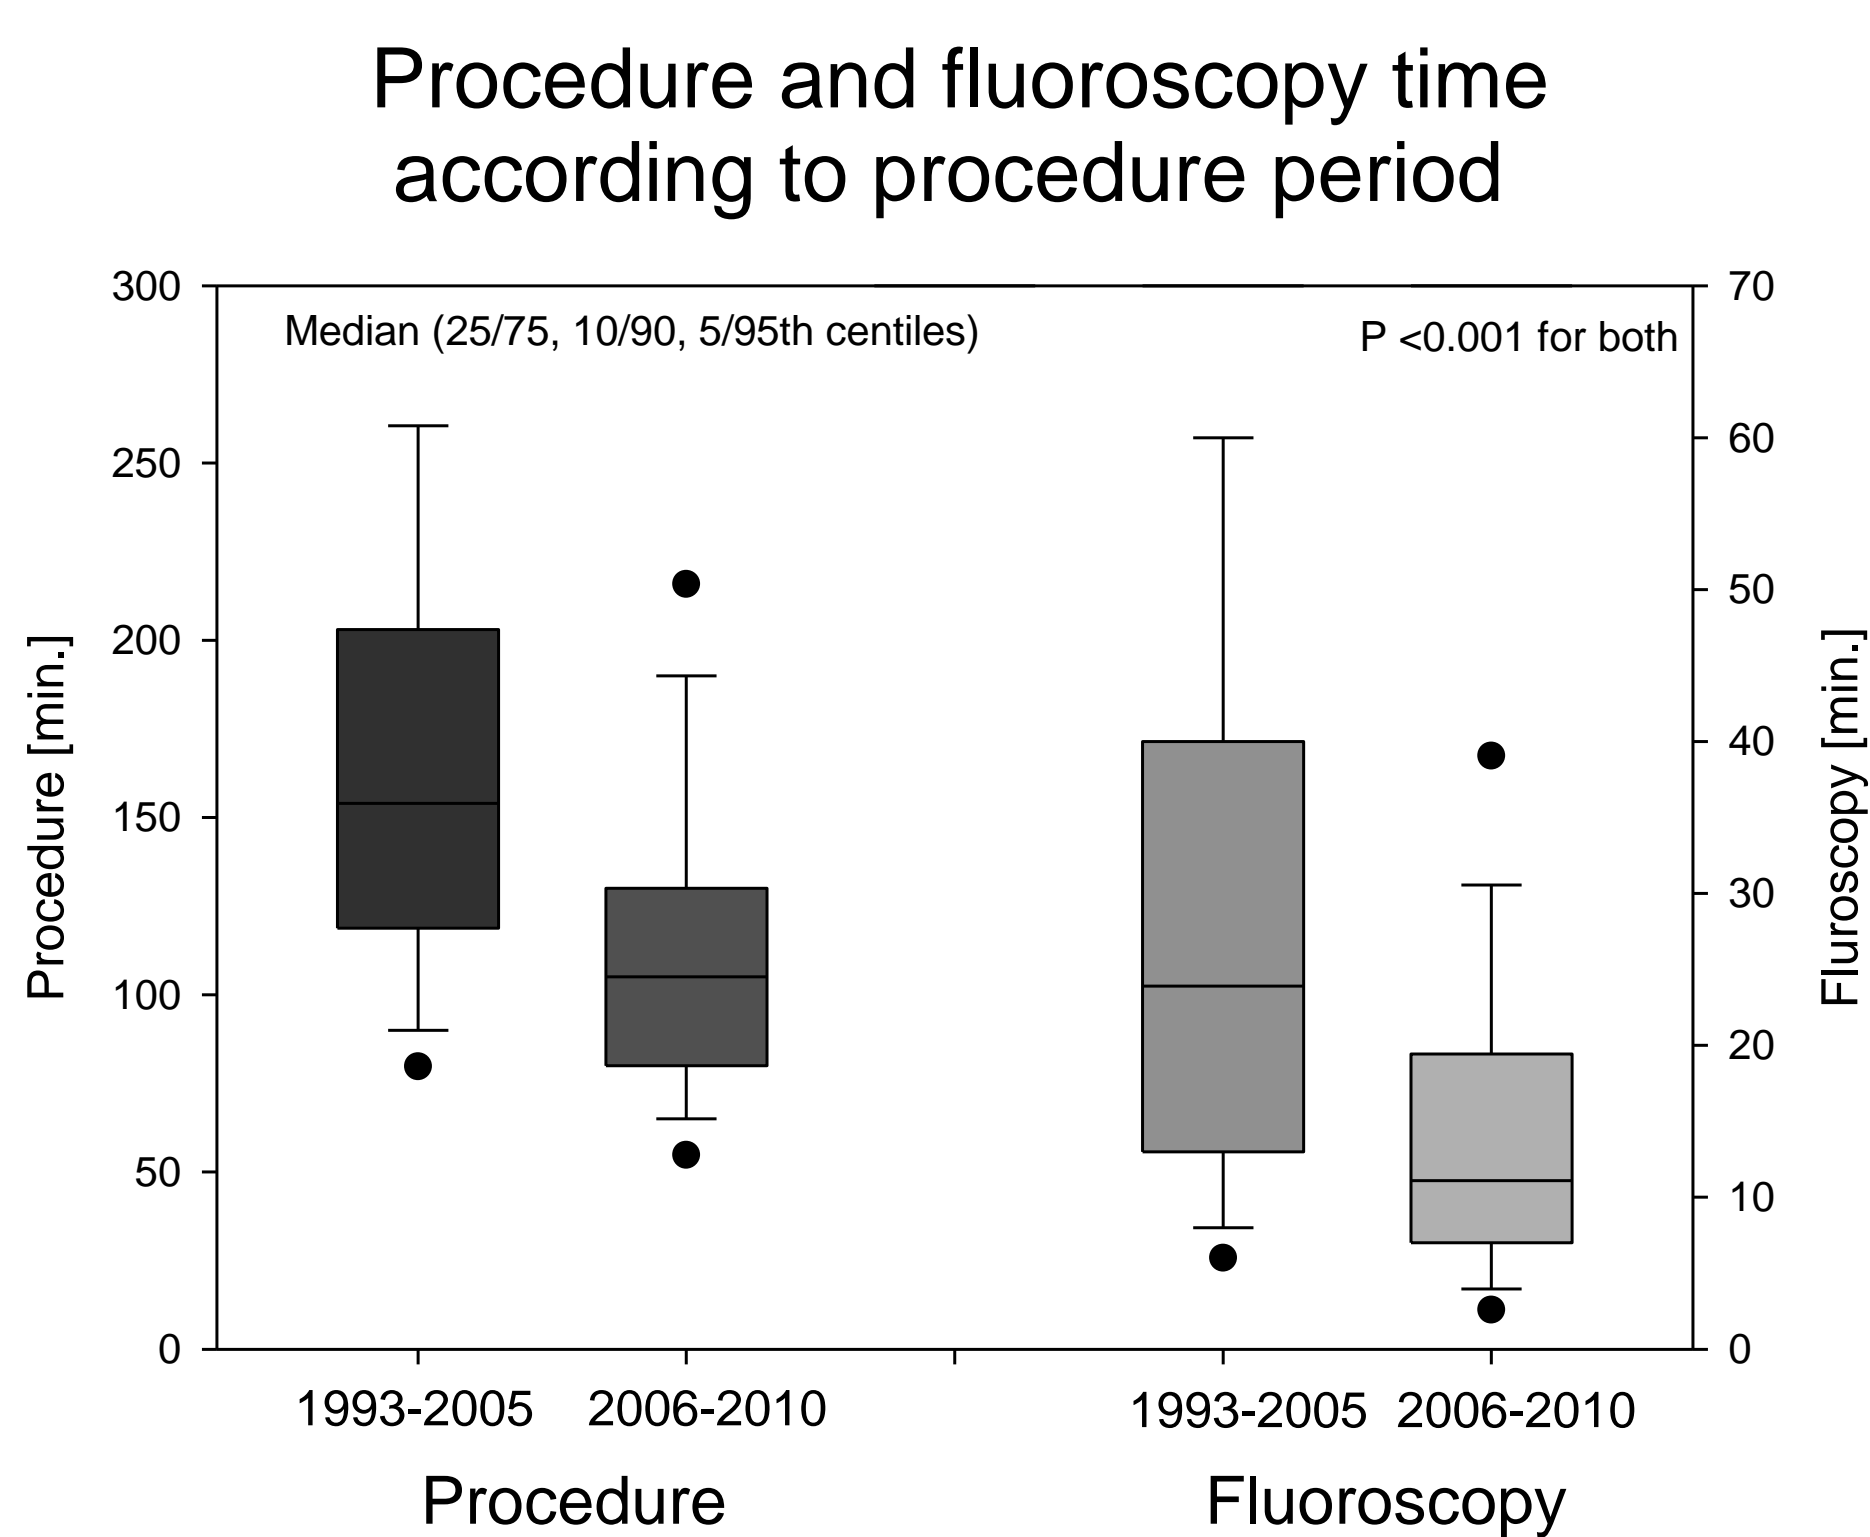 Procedure and fluoroscopy time
according to procedure period
Median (25/75, 10/90, 5/95th centiles)
P <0.001 for both
Procedure [min.]
300
250
200
150
100
50
0
70
60
50
40
30
20
10
0
Fluroscopy [min.]
1993-2005 2006-2010 1993-2005 2006-2010
Procedure Fluoroscopy